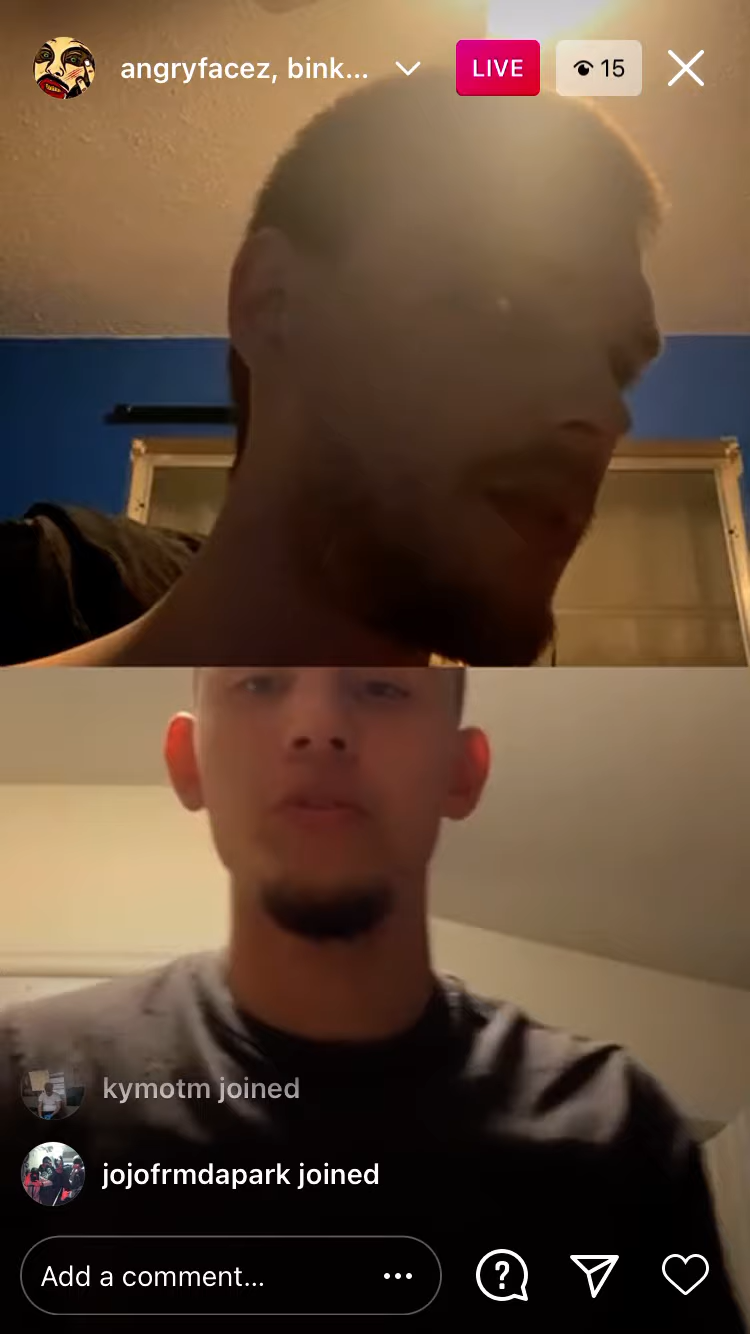 angryfacez, bink...
LIVE
15
kymotm joined
jojofrmdapark joined
Add a comment...